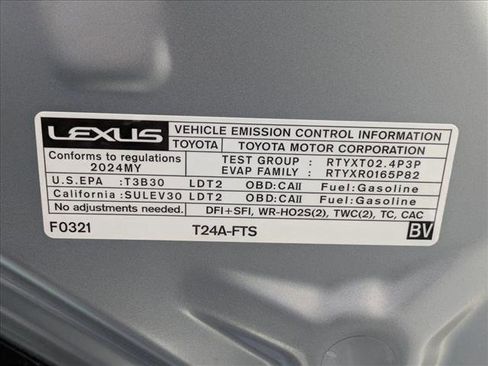 LEXUS VEHICLE EMISSION CONTROL INFORMATION
TOYOTA TOYOTA MOTOR CORPORATION
Conforms to regulations
2024MY
TEST GROUP : RTYXT02.4P3P
EVAP FAMILY : RTYXR0165P82
U.S.EPA : T3B30 LDT2 OBD:CAII Fuel:Gasoline
California : SULEV30 LDT2 OBD:CAII Fuel:Gasoline
No adjustments needed. DFI+SFI, WR-HO2S(2), TWC(2), TC, CAC
F0321 T24A-FTS BV